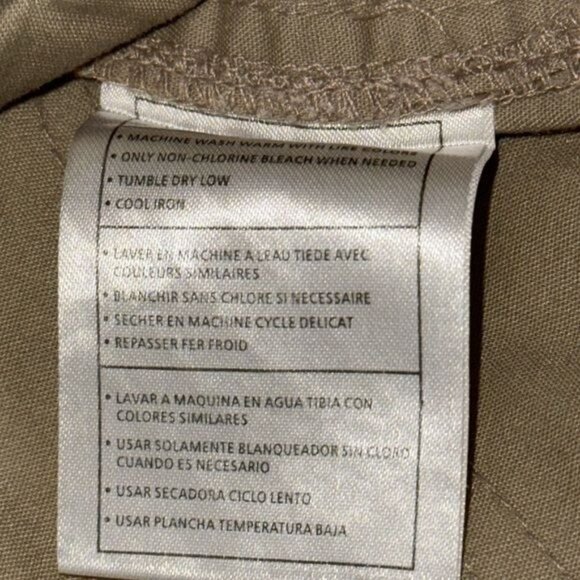 • MACHINE WASH WARM WITH LIKE COLORS
• ONLY NON-CHLORINE BLEACH WHEN NEEDED
• TUMBLE DRY LOW
• COOL IRON
• LAVER EN MACHINE A LEAU TIEDE AVEC
COULEURS SIMILAIRES
• BLANCHIR SANS CHLORE SI NECESSAIRE
• SECHER EN MACHINE CYCLE DELICAT
• REPASSER FER FROID
• LAVAR A MAQUINA EN AGUA TIBIA CON
COLORES SIMILARES
• USAR SOLAMENTE BLANQUEADOR SIN CLORO
CUANDO ES NECESARIO
• USAR SECADORA CICLO LENTO
• USAR PLANCHA TEMPERATURA BAJA